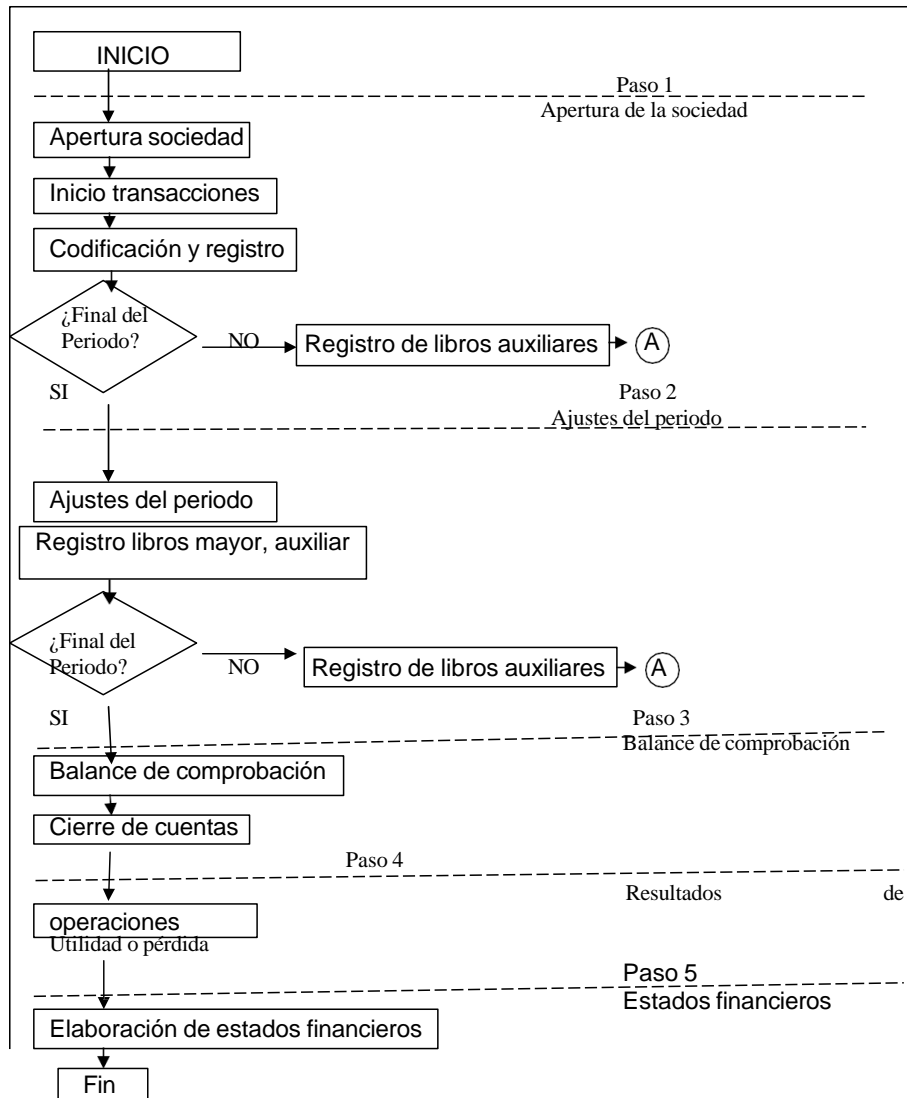 INICIO
Paso 1
Apertura de la sociedad
Apertura sociedad
Inicio transacciones
Codificación y registro
¿Final del
Periodo?
NO
Registro de libros auxiliares
A
SI
Paso 2
Ajustes del periodo
Ajustes del periodo
Registro libros mayor, auxiliar
¿Final del
Periodo?
NO
Registro de libros auxiliares
A
SI
Paso 3
Balance de comprobación
Balance de comprobación
Cierre de cuentas
Paso 4
Resultados de
operaciones
Utilidad o pérdida
Paso 5
Estados financieros
Elaboración de estados financieros
Fin